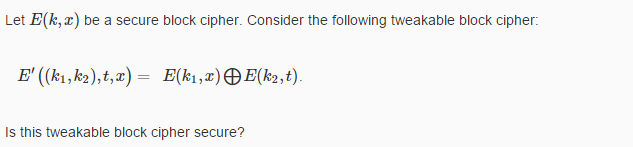 Let E(k, x) be a secure block cipher. Consider the following tweakable block cipher:
E′((k₁, k₂), t, x) = E(k₁, x) ⨁ E(k₂, t).
Is this tweakable block cipher secure?